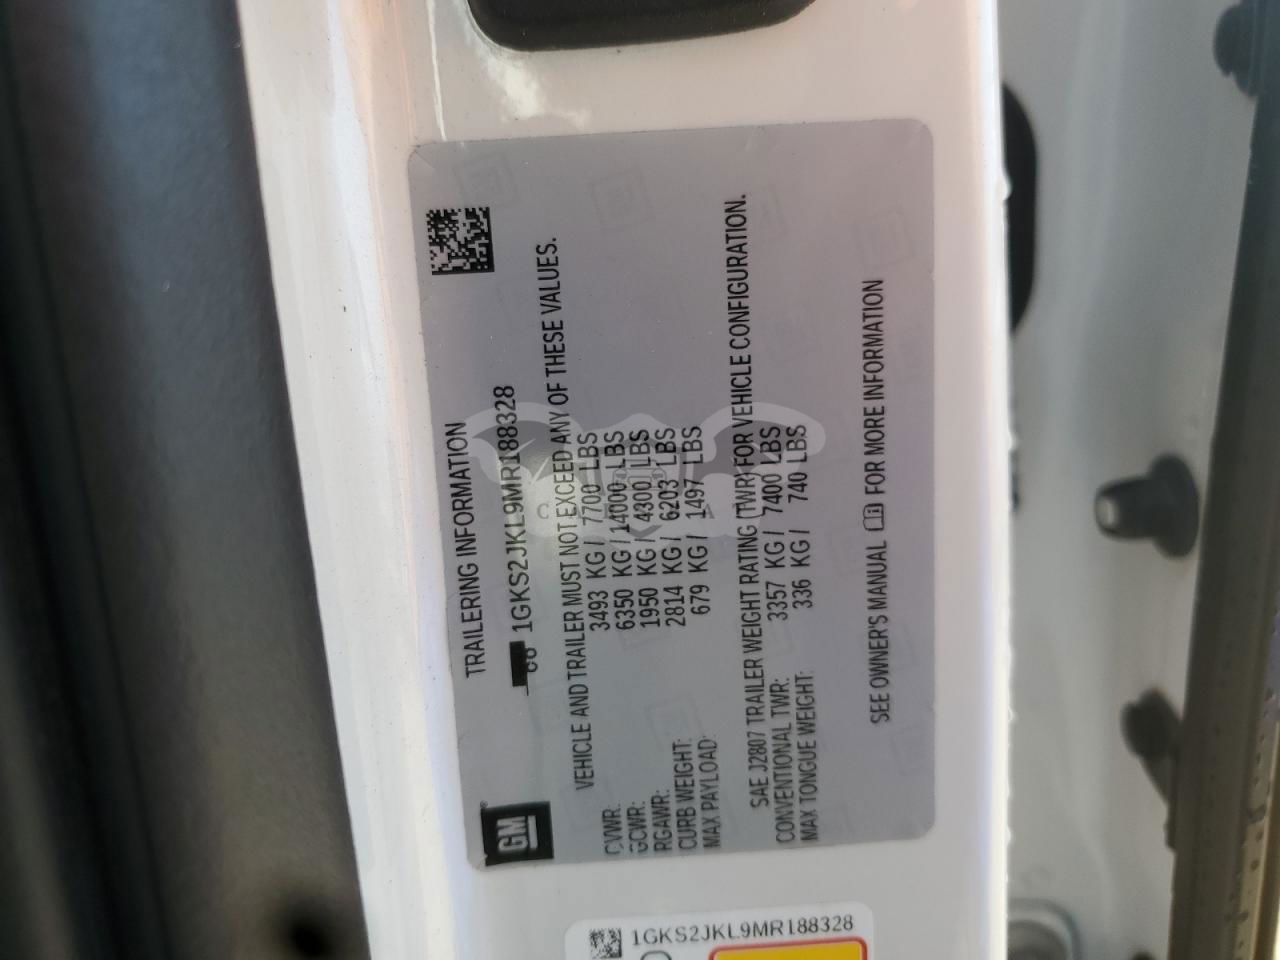 GM
TRAILERING INFORMATION
1GKS2JKL9MR188328
VEHICLE AND TRAILER MUST NOT EXCEED ANY OF THESE VALUES.
GVWR: 3493 KG / 7700 LBS
GCWR: 6350 KG / 14000 LBS
RGAWR: 1950 KG / 4300 LBS
CURB WEIGHT: 2814 KG / 6203 LBS
MAX PAYLOAD: 679 KG / 1497 LBS
SAE J2807 TRAILER WEIGHT RATING (TWR) FOR VEHICLE CONFIGURATION.
CONVENTIONAL TWR: 3357 KG / 7400 LBS
MAX TONGUE WEIGHT: 336 KG / 740 LBS
SEE OWNER'S MANUAL FOR MORE INFORMATION
1GKS2JKL9MR188328